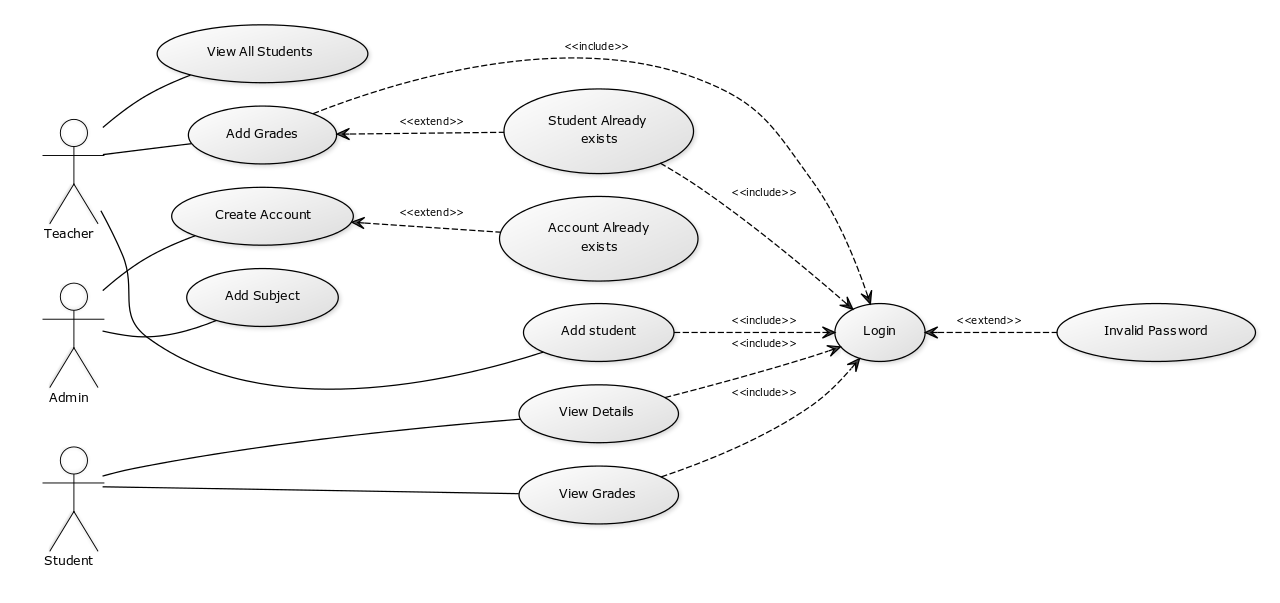 View All Students
<<include>>
Add Grades
<<extend>>
Student Already
exists
<<include>>
Teacher
Create Account
<<extend>>
Account Already
exists
Add Subject
Admin
Add student
<<include>>
<<include>>
Login
<<extend>>
Invalid Password
View Details
<<include>>
View Grades
Student